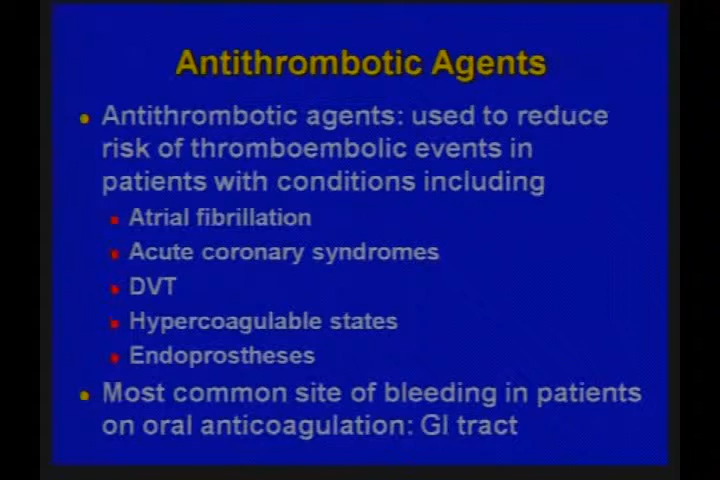 Antithrombotic Agents
Antithrombotic agents: used to reduce
risk of thromboembolic events in
patients with conditions including
Atrial fibrillation
Acute coronary syndromes
DVT
Hypercoagulable states
Endoprostheses
Most common site of bleeding in patients
on oral anticoagulation: GI tract